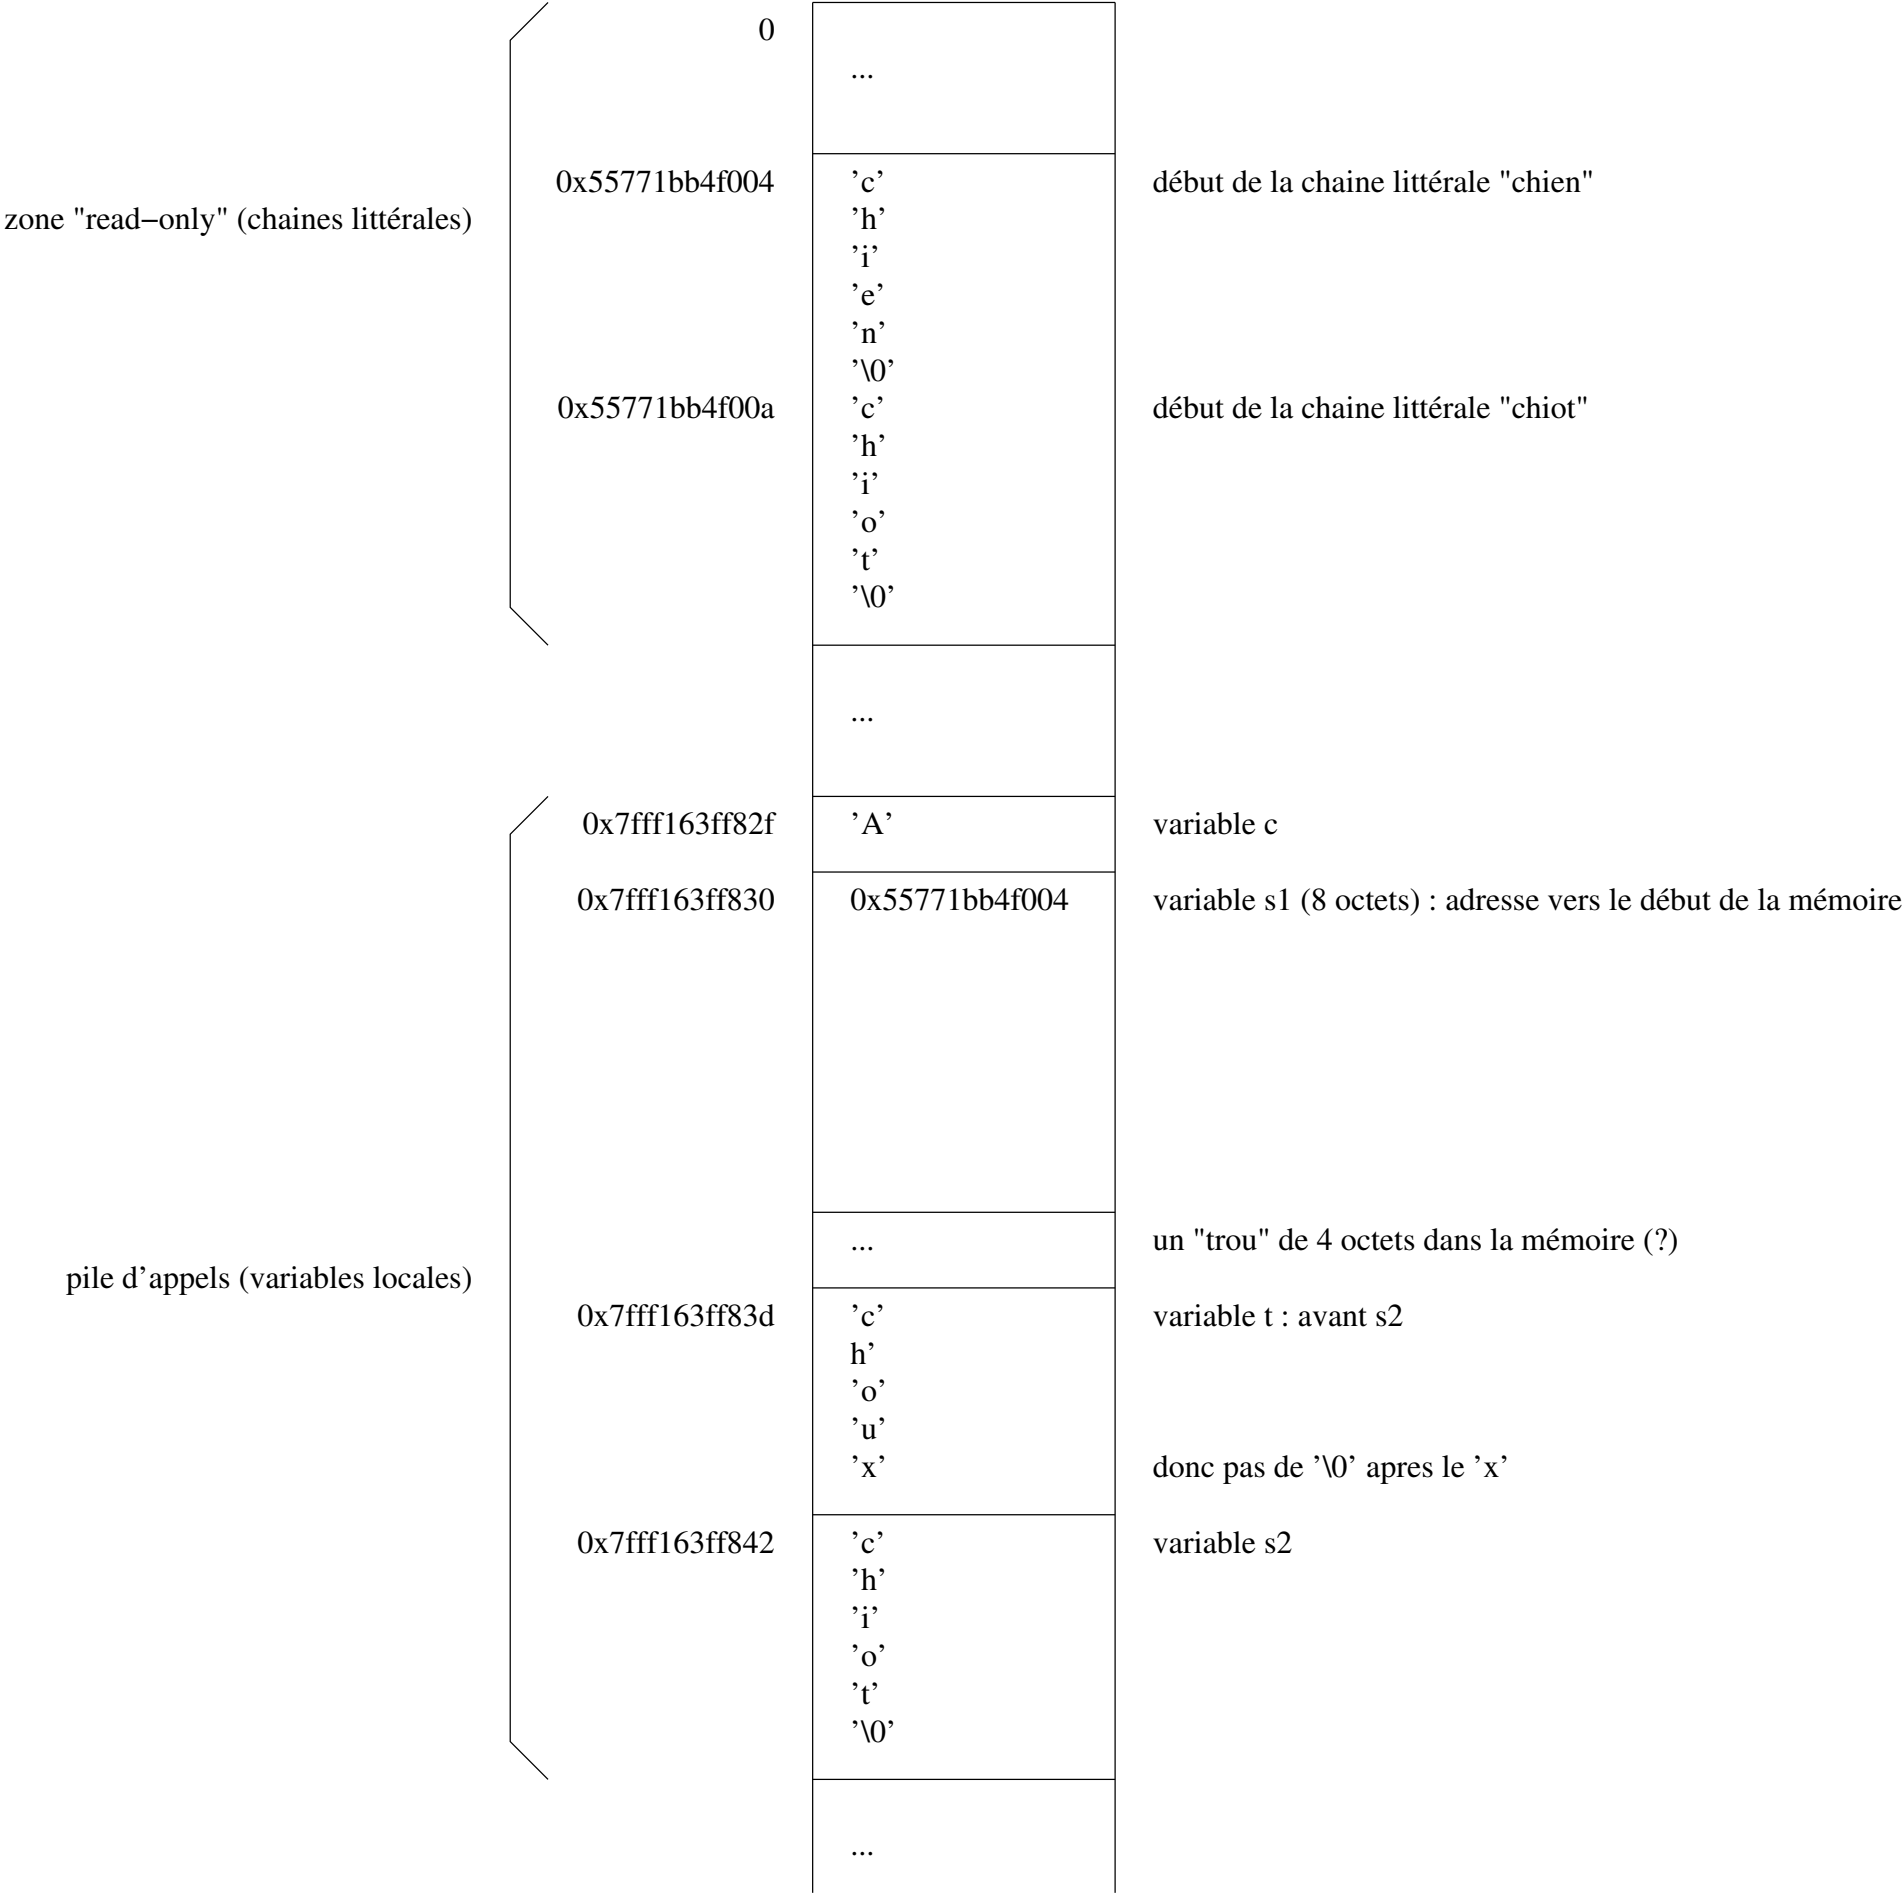 0
...
0x55771bb4f004 'c' début de la chaine littérale "chien"
zone "read−only" (chaines littérales) 'h'
'i'
'e'
'n'
'\0'
0x55771bb4f00a 'c' début de la chaine littérale "chiot"
'h'
'i'
'o'
't'
'\0'
...
0x7fff163ff82f 'A' variable c
0x7fff163ff830 0x55771bb4f004 variable s1 (8 octets) : adresse vers le début de la mémoire
... un "trou" de 4 octets dans la mémoire (?)
pile d'appels (variables locales)
0x7fff163ff83d 'c' variable t : avant s2
h'
'o'
'u'
'x' donc pas de '\0' apres le 'x'
0x7fff163ff842 'c' variable s2
'h'
'i'
'o'
't'
'\0'
...